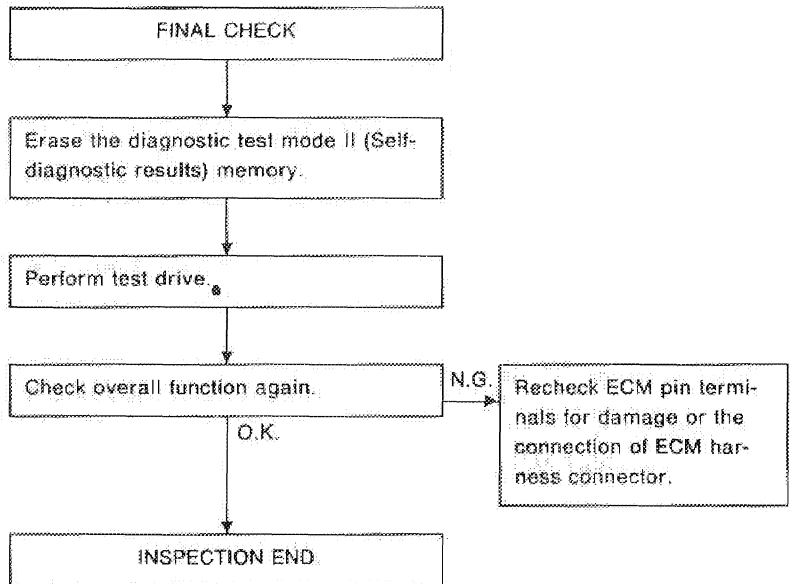 FINAL CHECK
Erase the diagnostic test mode II (Self-
diagnostic results) memory.
Perform test drive.
Check overall function again.
N.G.
Recheck ECM pin termi-
nals for damage or the
connection of ECM har-
ness connector.
O.K.
INSPECTION END